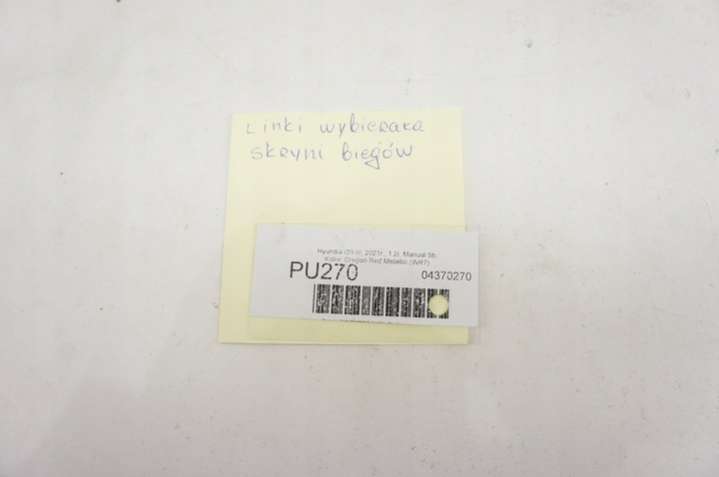 Linki wybieraka
skrzyni biegów
Hyundai i20 III, 2021r., 1.2i, Manual 5b,
Kolor: Dragon Red Metallic (WR7)
PU270
04370270